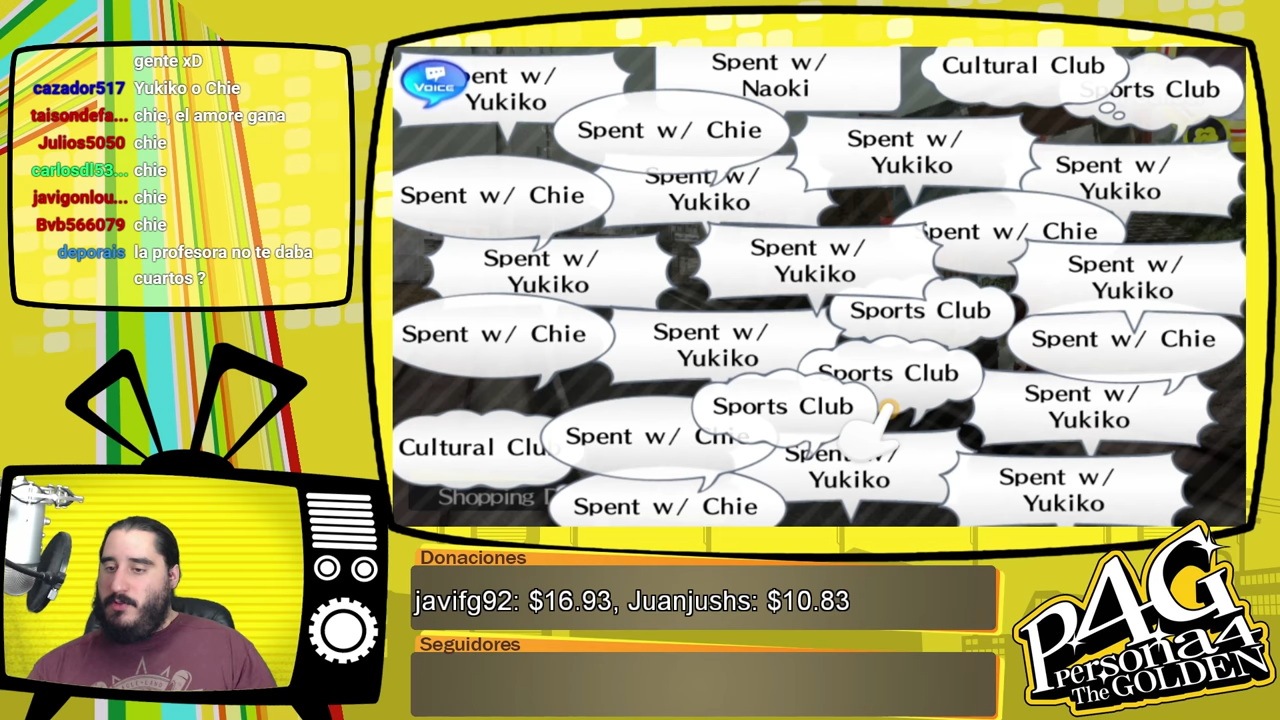 gente xD
cazador517 Yukiko o Chie
taisondefa... chie, el amore gana
Julios5050 chie
carlosdl53... chie
javigonlou... chie
Bvb566079 chie
deporais la profesora no te daba
cuartos ?
VOICE
Spent w/
Yukiko
Spent w/
Naoki
Cultural Club
Sports Club
Spent w/ Chie
Spent w/
Yukiko
Spent w/
Yukiko
Spent w/ Chie
Spent w/
Yukiko
Spent w/ Chie
Spent w/
Yukiko
Spent w/
Yukiko
Spent w/
Yukiko
Sports Club
Spent w/ Chie
Spent w/
Yukiko
Spent w/ Chie
Sports Club
Sports Club
Spent w/
Yukiko
Cultural Club
Spent w/ Chie
Spent w/
Yukiko
Spent w/
Yukiko
Shopping
Spent w/ Chie
Donaciones
javifg92: $16.93, Juanjushs: $10.83
Seguidores
P4G
Persona 4
The GOLDEN